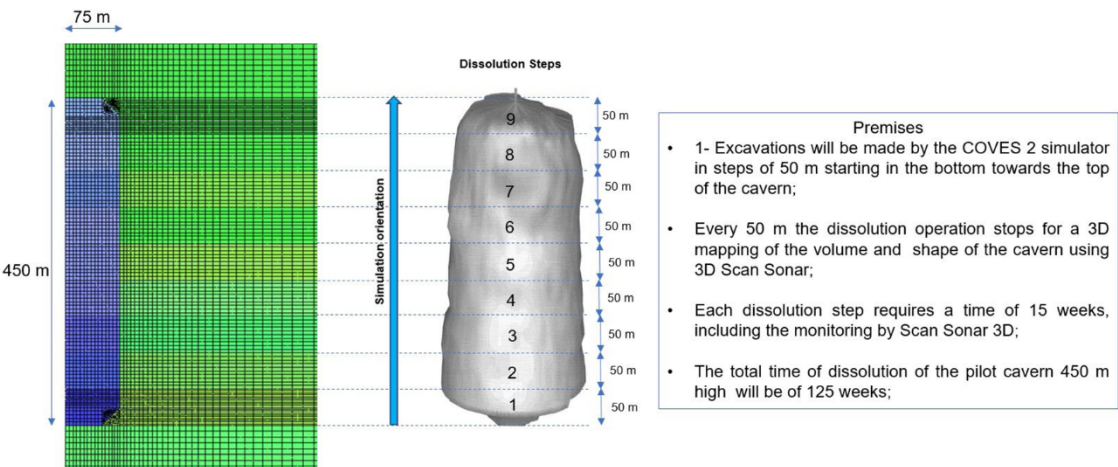 75 m
450 m
Simulation orientation
Dissolution Steps
9
8
7
6
5
4
3
2
1
50 m
50 m
50 m
50 m
50 m
50 m
50 m
50 m
50 m
Premises
• 1- Excavations will be made by the COVES 2 simulator
in steps of 50 m starting in the bottom towards the
top of the cavern;
• Every 50 m the dissolution operation stops for a 3D
mapping of the volume and shape of the cavern using
3D Scan Sonar;
• Each dissolution step requires a time of 15 weeks,
including the monitoring by Scan Sonar 3D;
• The total time of dissolution of the pilot cavern 450 m
high will be of 125 weeks;